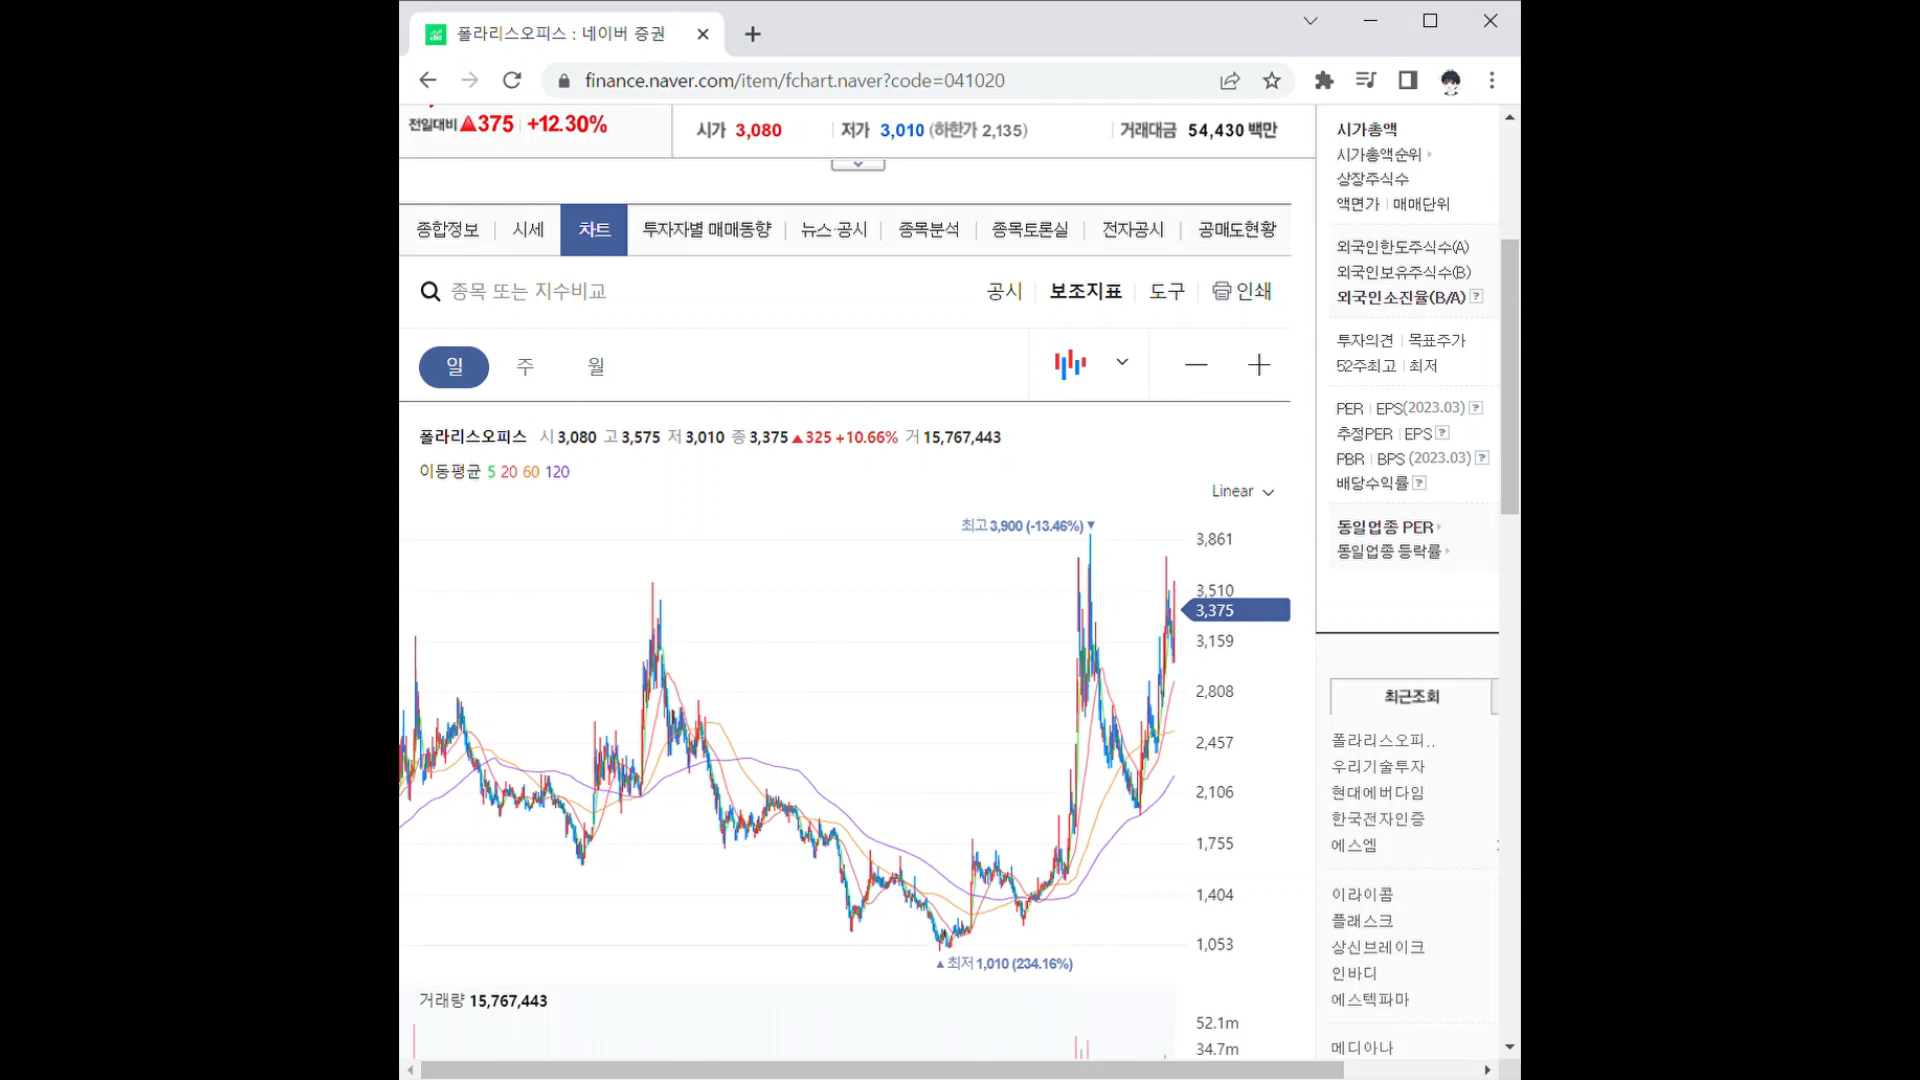 폴라리스오피스 : 네이버 증권
finance.naver.com/item/fchart.naver?code=041020
전일대비 ▲375 +12.30%
시가 3,080 저가 3,010 (하한가 2,135) 거래대금 54,430 백만
종합정보 시세 차트 투자자별 매매동향 뉴스·공시 종목분석 종목토론실 전자공시 공매도현황
종목 또는 지수비교
공시 보조지표 도구 인쇄
일 주 월
폴라리스오피스 시 3,080 고 3,575 저 3,010 종 3,375 ▲325 +10.66% 거 15,767,443
이동평균 5 20 60 120
Linear
최고 3,900 (-13.46%) ▼
3,861
3,510
3,375
3,159
2,808
2,457
2,106
1,755
1,404
1,053
▲최저 1,010 (234.16%)
거래량 15,767,443
52.1m
34.7m
시가총액
시가총액순위
상장주식수
액면가 매매단위
외국인한도주식수(A)
외국인보유주식수(B)
외국인소진율(B/A) ?
투자의견 목표주가
52주최고 최저
PER EPS(2023.03) ?
추정PER EPS ?
PBR BPS (2023.03) ?
배당수익률 ?
동일업종 PER
동일업종 등락률
최근조회
폴라리스오피..
우리기술투자
현대에버다임
한국전자인증
에스엠
이라이콤
플래스크
상신브레이크
인바디
에스텍파마
메디아나